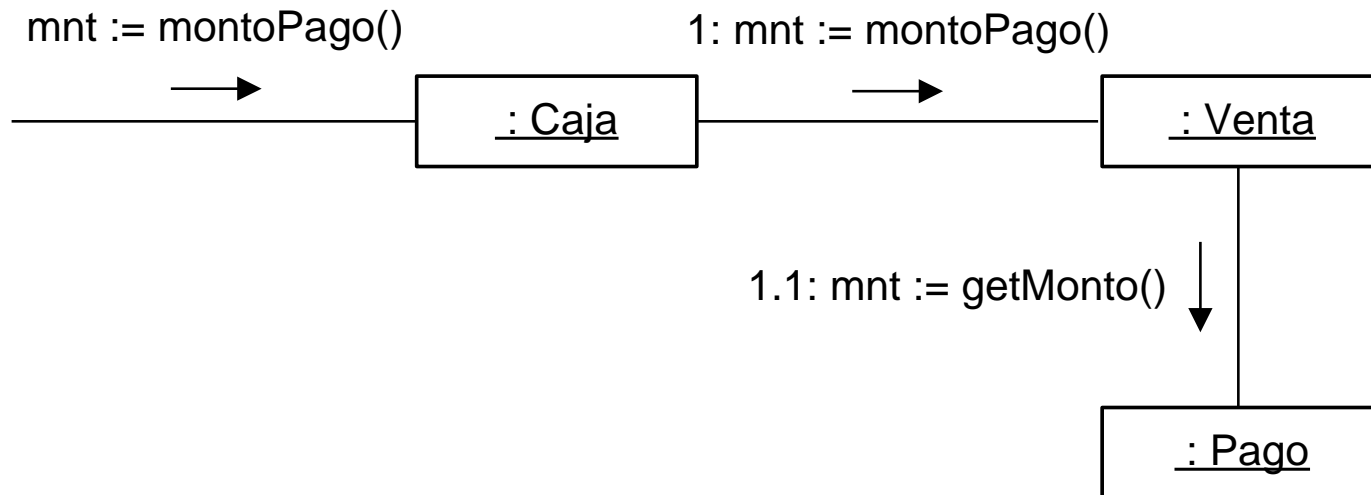 mnt := montoPago()
1: mnt := montoPago()
: Caja
: Venta
1.1: mnt := getMonto()
: Pago